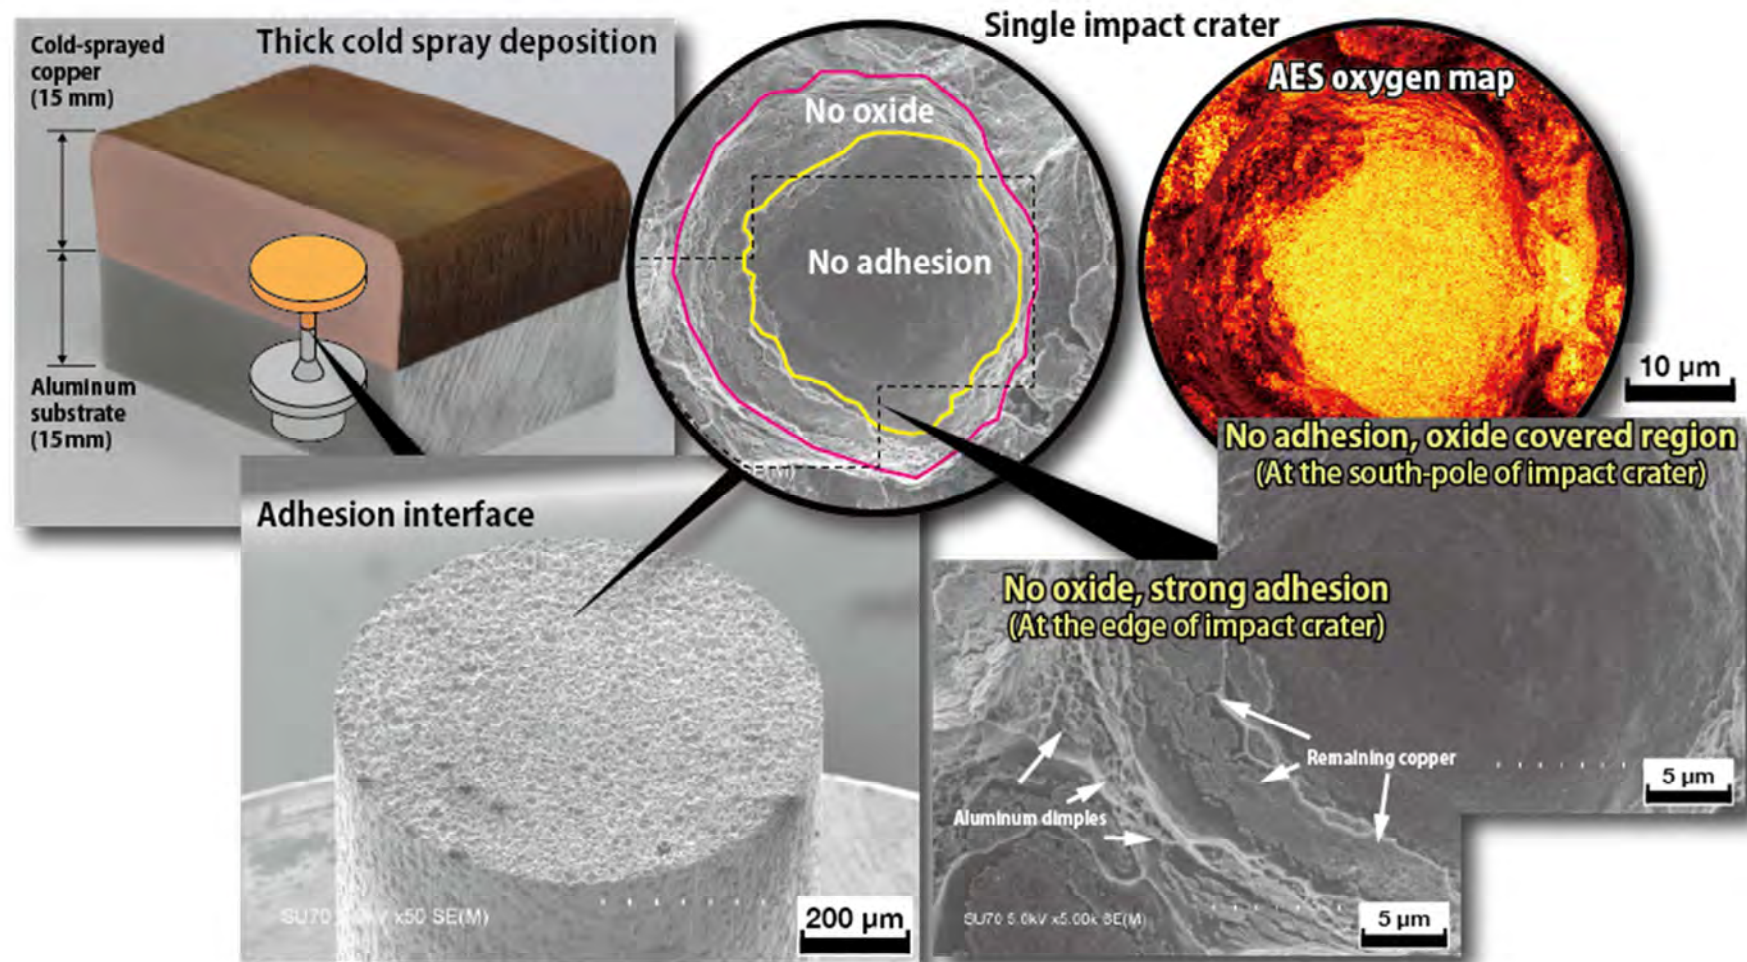 Cold-sprayed
copper
(15 mm)
Thick cold spray deposition
Aluminum
substrate
(15mm)
Single impact crater
No oxide
No adhesion
SE(M)
AES oxygen map
10 µm
No adhesion, oxide covered region
(At the south-pole of impact crater)
5 µm
Adhesion interface
x50 SE(M)
200 µm
No oxide, strong adhesion
(At the edge of impact crater)
Remaining copper
Aluminum dimples
SU70 5.0kV x5.00k SE(M)
5 µm